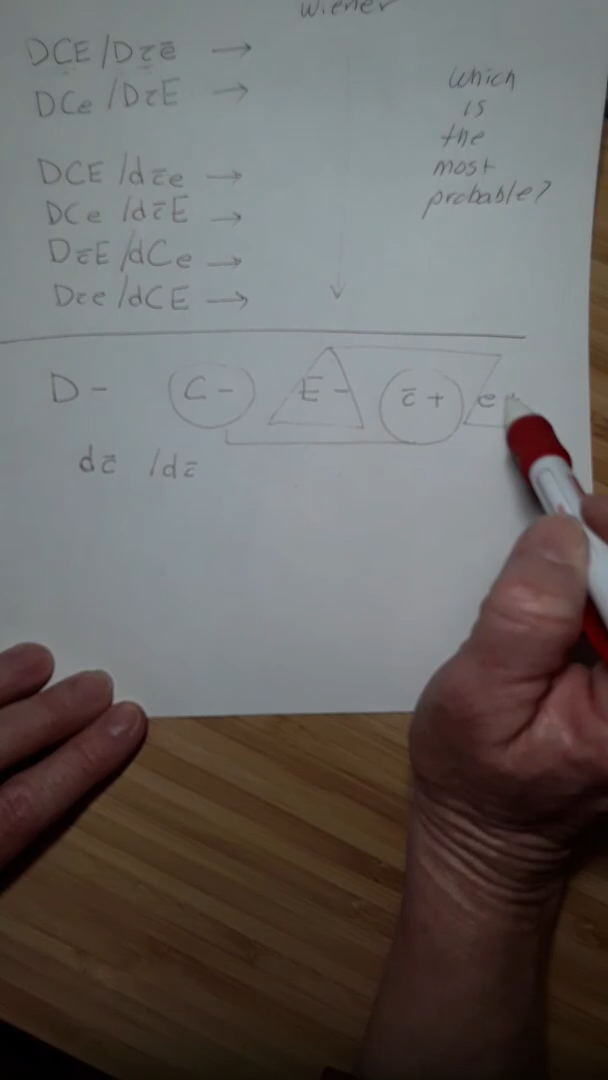 Wiener
DCE/Dc̄ē →
DCe/Dc̄E →
DCE/dc̄e →
DCe/dc̄E →
Dc̄E/dCe →
Dc̄e/dCE →
Which
is
the
most
probable?
D- C- E- c̄+ e
dc̄ /dc̄